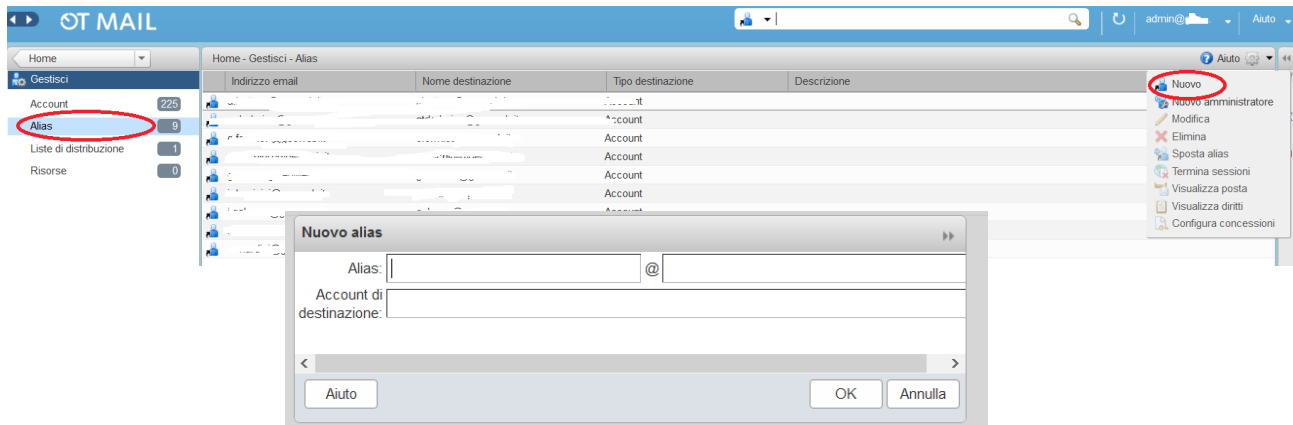 OT MAIL
admin@
Aiuto
Home
Home - Gestisci - Alias
Aiuto
Gestisci
Indirizzo email
Nome destinazione
Tipo destinazione
Descrizione
Nuovo
Account 225
Account
Nuovo amministratore
Alias 9
Account
Modifica
Liste di distribuzione 1
Account
Elimina
Risorse 0
Account
Sposta alias
Account
Termina sessioni
Visualizza posta
Visualizza diritti
Configura concessioni
Nuovo alias
Alias: @
Account di
destinazione:
Aiuto
OK
Annulla